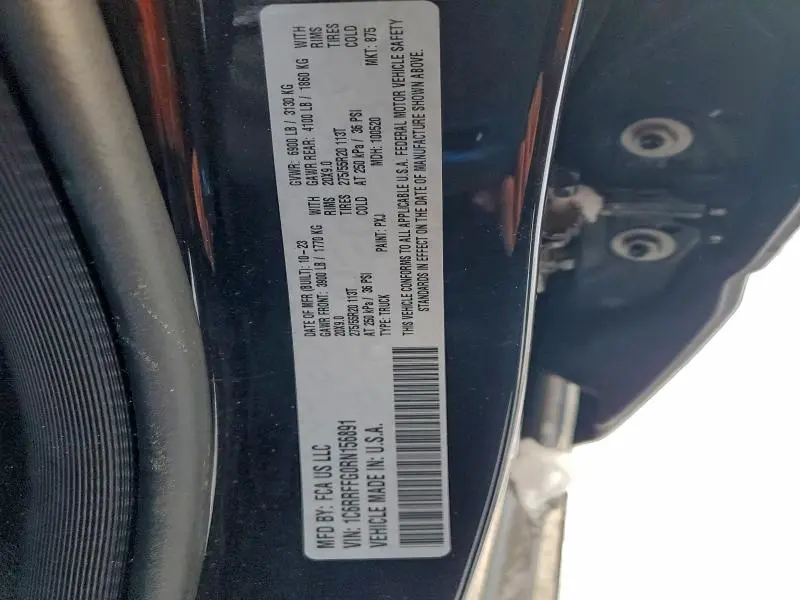 MFD BY: FCA US LLC
VIN: 1C6RRFFG0RN156891
VEHICLE MADE IN: U.S.A.
DATE OF MFR (BUILT): 10-23 GVWR: 6900 LB / 3130 KG
GAWR FRONT: 3900 LB / 1770 KG WITH GAWR REAR: 4100 LB / 1860 KG WITH
20X9.0 RIMS 20X9.0 RIMS
275/55R20 113T TIRES 275/55R20 113T TIRES
AT 250 kPa / 36 PSI COLD AT 250 kPa / 36 PSI COLD
TYPE: TRUCK PAINT: PXJ MDH: 100520 MKT: 875
THIS VEHICLE CONFORMS TO ALL APPLICABLE U.S.A. FEDERAL MOTOR VEHICLE SAFETY
STANDARDS IN EFFECT ON THE DATE OF MANUFACTURE SHOWN ABOVE.